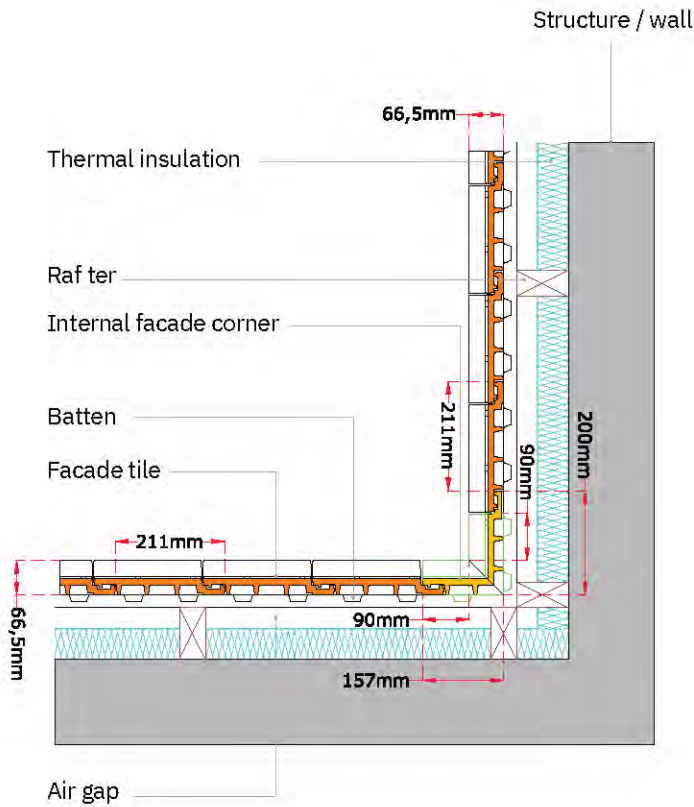 Structure / wall
66,5mm
Thermal insulation
Raf ter
Internal facade corner
Batten
Facade tile
211mm
90mm
200mm
211mm
66,5mm
90mm
157mm
Air gap